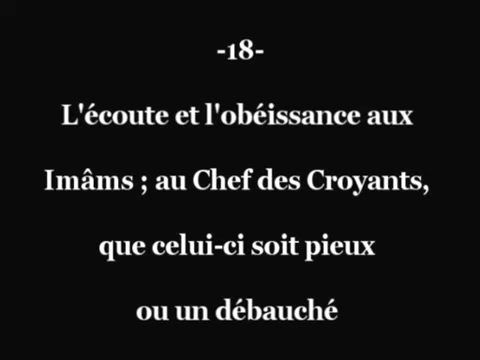 -18-
L'écoute et l'obéissance aux
Imâms ; au Chef des Croyants,
que celui-ci soit pieux
ou un débauché